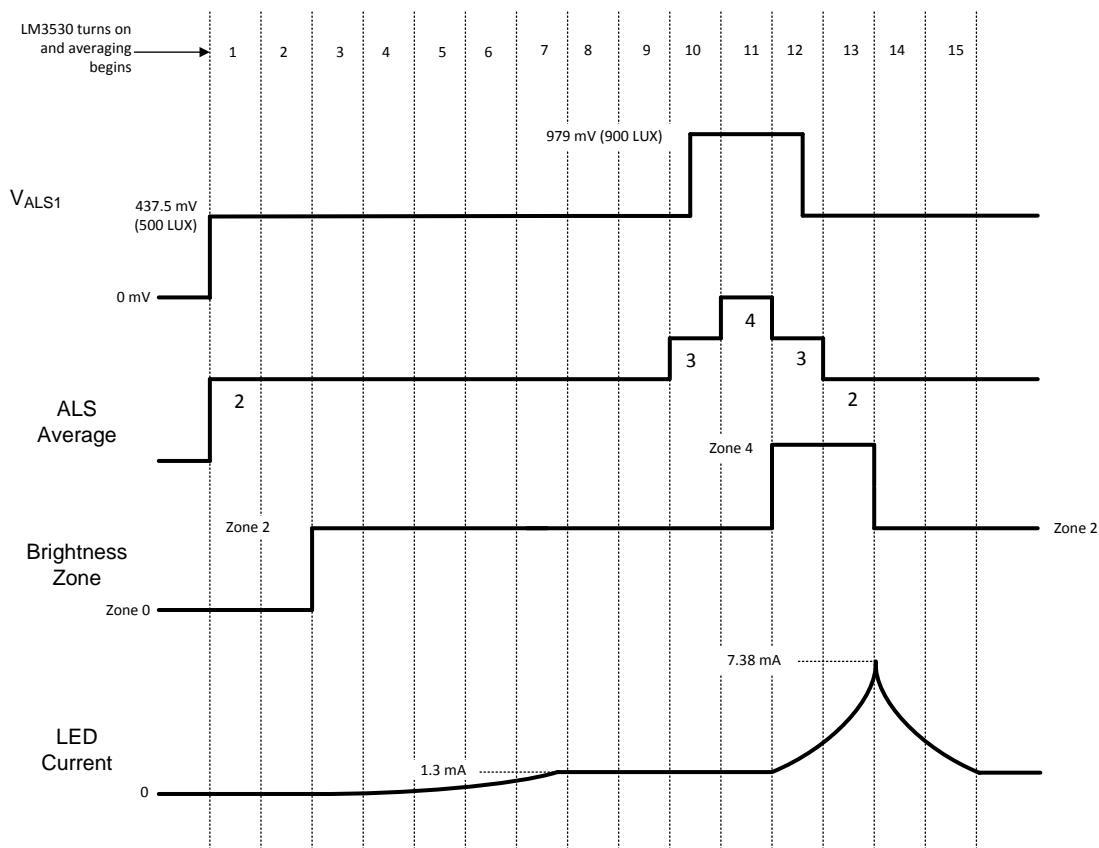 LM3530 turns on
and averaging
begins
1 2 3 4 5 6 7 8 9 10 11 12 13 14 15
979 mV (900 LUX)
VALS1
437.5 mV
(500 LUX)
0 mV
4
3 3
2 2
ALS
Average
Zone 4
Zone 2 Zone 2
Brightness
Zone
Zone 0
7.38 mA
LED
Current
1.3 mA
0